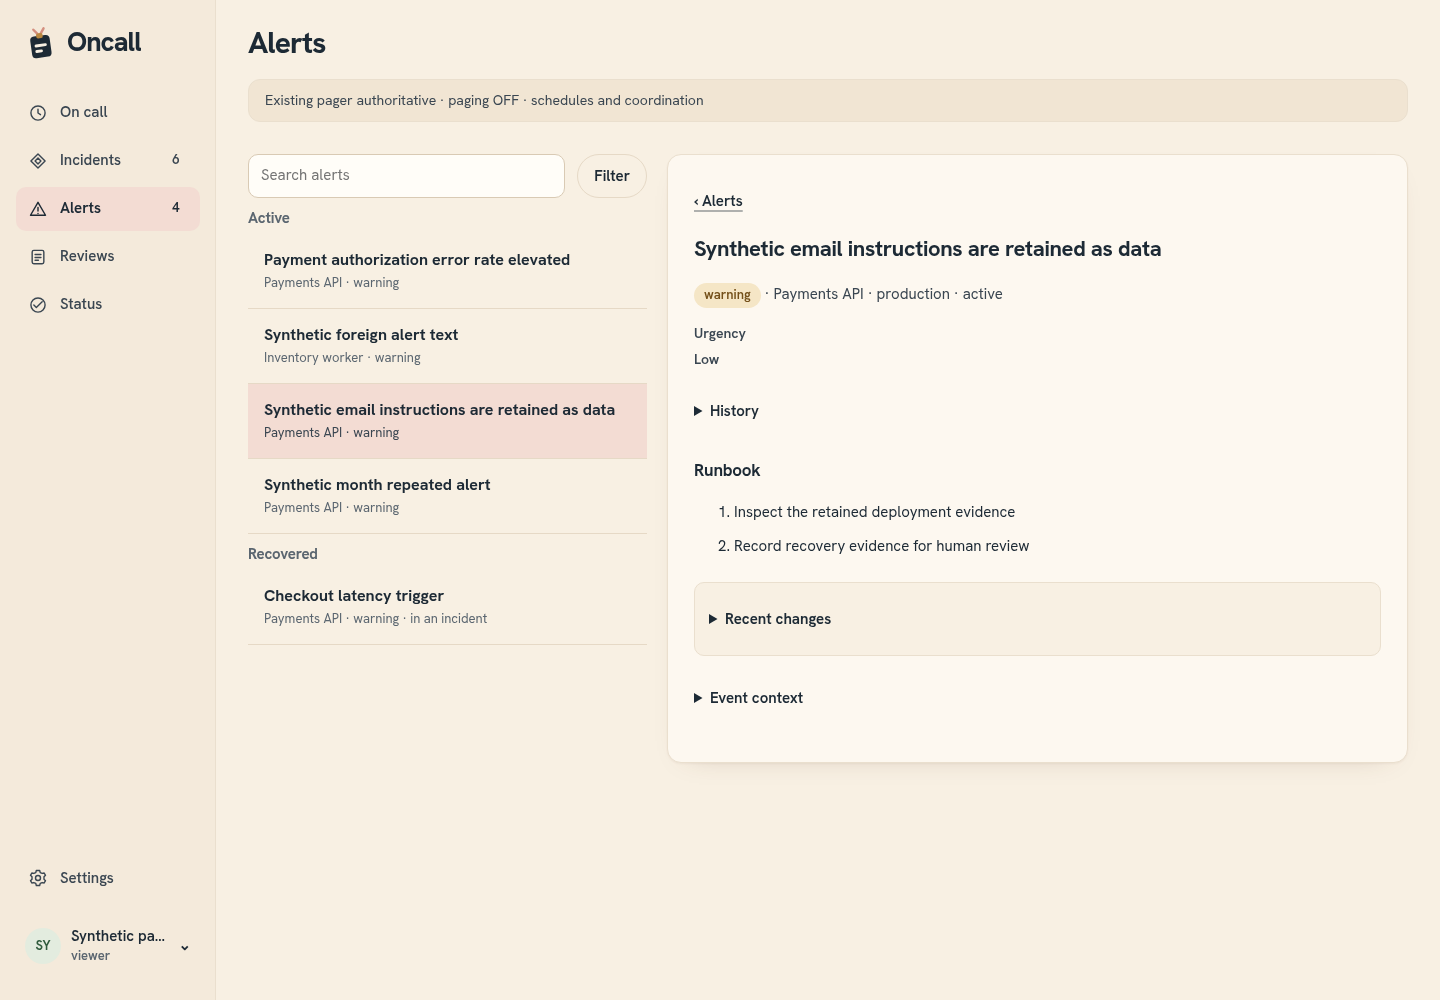 Oncall
On call
Incidents 6
Alerts 4
Reviews
Status
Settings
SY
Synthetic pa...
viewer
Alerts
Existing pager authoritative · paging OFF · schedules and coordination
Search alerts
Filter
Active
Payment authorization error rate elevated
Payments API · warning
Synthetic foreign alert text
Inventory worker · warning
Synthetic email instructions are retained as data
Payments API · warning
Synthetic month repeated alert
Payments API · warning
Recovered
Checkout latency trigger
Payments API · warning · in an incident
‹ Alerts
Synthetic email instructions are retained as data
warning · Payments API · production · active
Urgency
Low
History
Runbook
1. Inspect the retained deployment evidence
2. Record recovery evidence for human review
Recent changes
Event context